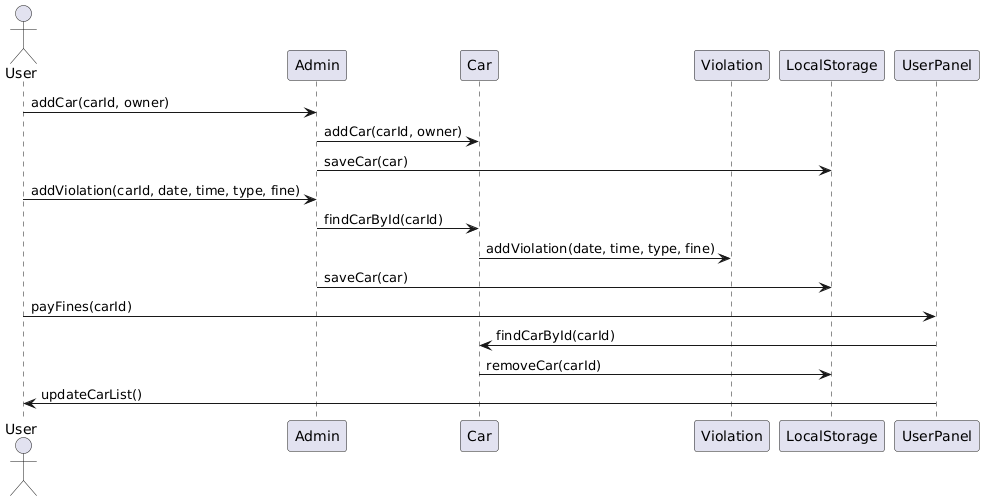 User
Admin
Car
Violation
LocalStorage
UserPanel
addCar(carId, owner)
addCar(carId, owner)
saveCar(car)
addViolation(carId, date, time, type, fine)
findCarById(carId)
addViolation(date, time, type, fine)
saveCar(car)
payFines(carId)
findCarById(carId)
removeCar(carId)
updateCarList()
User
Admin
Car
Violation
LocalStorage
UserPanel